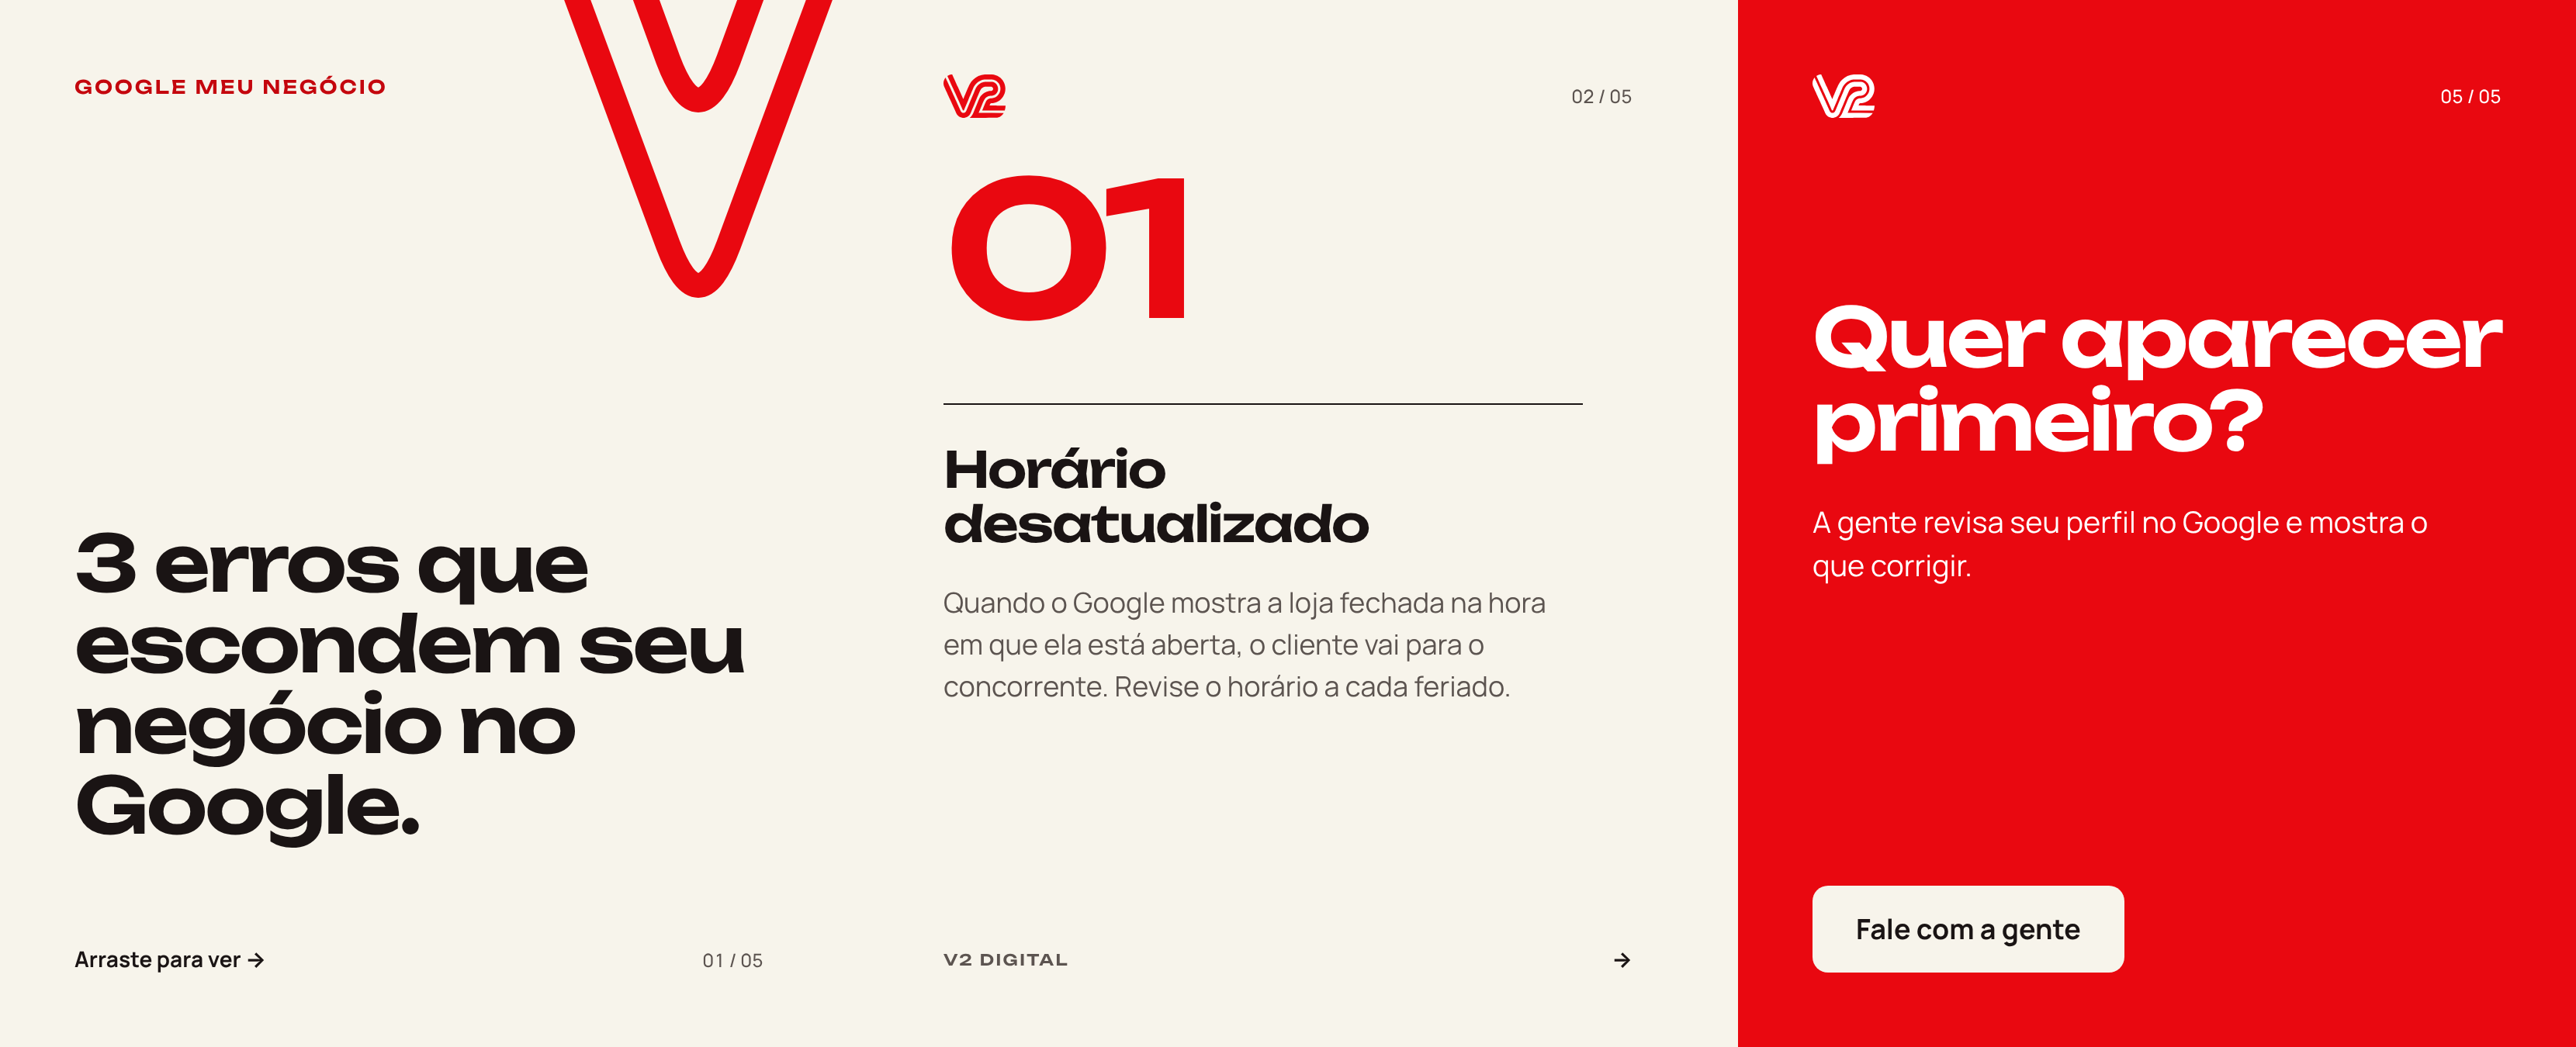 GOOGLE MEU NEGÓCIO
3 erros que
escondem seu
negócio no
Google.
Arraste para ver →
01 / 05
V2
02 / 05
01
Horário
desatualizado
Quando o Google mostra a loja fechada na hora
em que ela está aberta, o cliente vai para o
concorrente. Revise o horário a cada feriado.
V2 DIGITAL
→
V2
05 / 05
Quer aparecer
primeiro?
A gente revisa seu perfil no Google e mostra o
que corrigir.
Fale com a gente